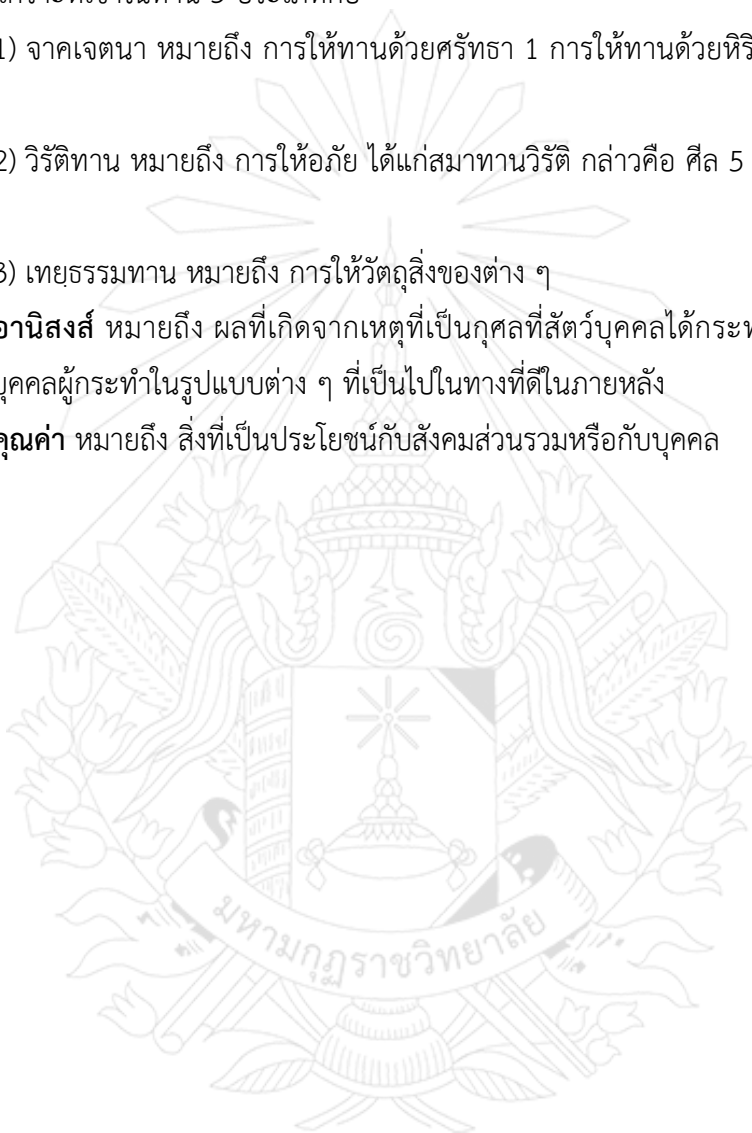 1) จาคเจตนา หมายถึง การให้ทานด้วยศรัทธา 1 การให้ทานด้วยหิริ
2) วิรัติทาน หมายถึง การให้อภัย ได้แก่สมาทานวิรัติ กล่าวคือ ศีล 5
3) เทยฺธรรมทาน หมายถึง การให้วัตถุสิ่งของต่าง ๆ
อานิสงส์ หมายถึง ผลที่เกิดจากเหตุที่เป็นกุศลที่สัตว์บุคคลได้กระทำ
บุคคลผู้กระทำในรูปแบบต่าง ๆ ที่เป็นไปในทางที่ดีในภายหลัง
คุณค่า หมายถึง สิ่งที่เป็นประโยชน์กับสังคมส่วนรวมหรือกับบุคคล
มหามกุฏราชวิทยาลัย